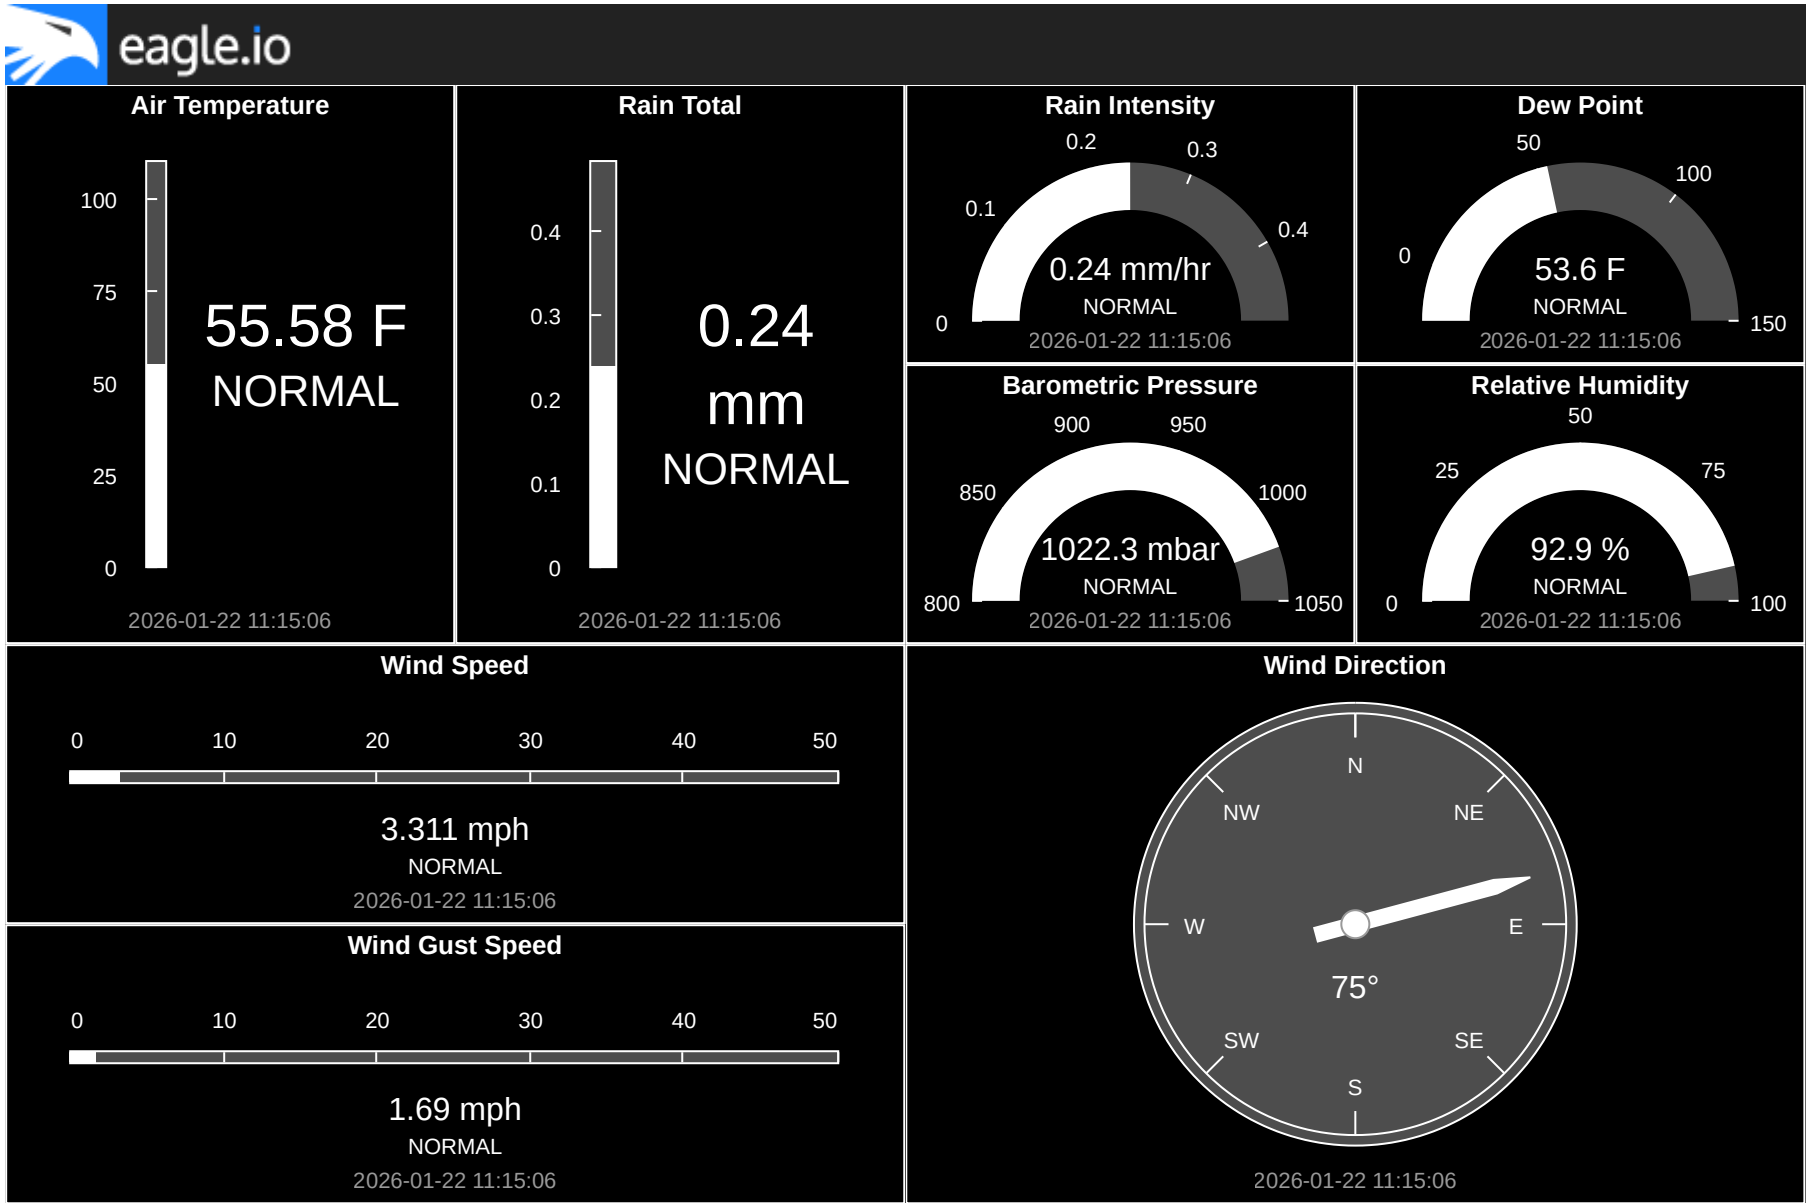 eagle.io
Air Temperature
100
75
50
25
0
55.58 F
NORMAL
2026-01-22 11:15:06
Rain Total
0.4
0.3
0.2
0.1
0
0.24
mm
NORMAL
2026-01-22 11:15:06
Rain Intensity
0
0.1
0.2
0.3
0.4
0.24 mm/hr
NORMAL
2026-01-22 11:15:06
Dew Point
0
50
100
150
53.6 F
NORMAL
2026-01-22 11:15:06
Barometric Pressure
800
850
900
950
1000
1050
1022.3 mbar
NORMAL
2026-01-22 11:15:06
Relative Humidity
0
25
50
75
100
92.9 %
NORMAL
2026-01-22 11:15:06
Wind Speed
0 10 20 30 40 50
3.311 mph
NORMAL
2026-01-22 11:15:06
Wind Gust Speed
0 10 20 30 40 50
1.69 mph
NORMAL
2026-01-22 11:15:06
Wind Direction
N
NW NE
W E
75°
SW SE
S
2026-01-22 11:15:06